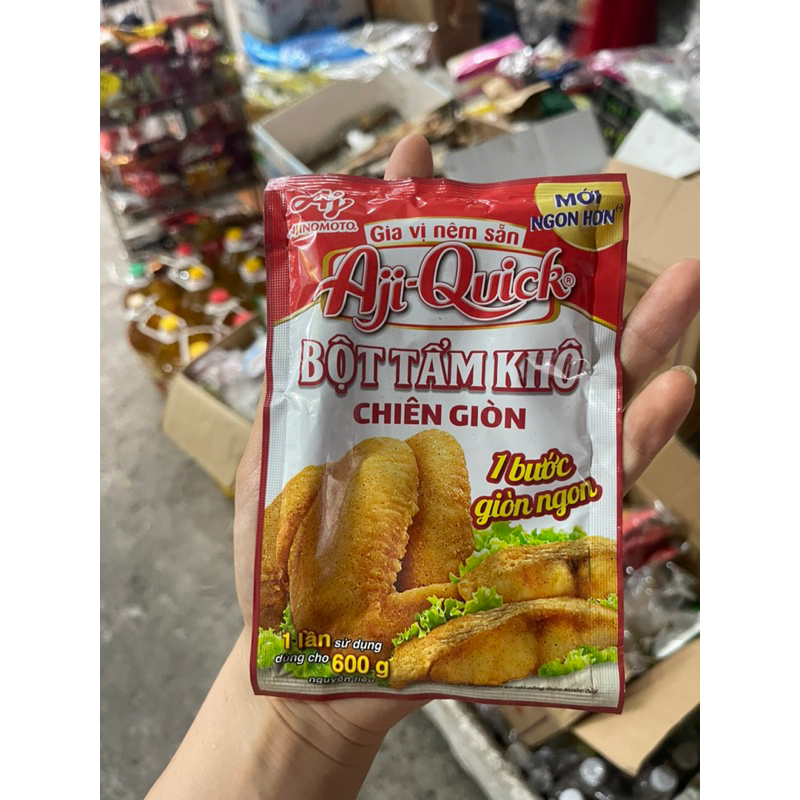 AJINOMOTO.
MỚI
NGON HƠN(*)
Gia vị nêm sẵn
Aji-Quick®
BỘT TẨM KHÔ
CHIÊN GIÒN
1 bước
giòn ngon
1 lần sử dụng
dùng cho 600 g
nguyên liệu